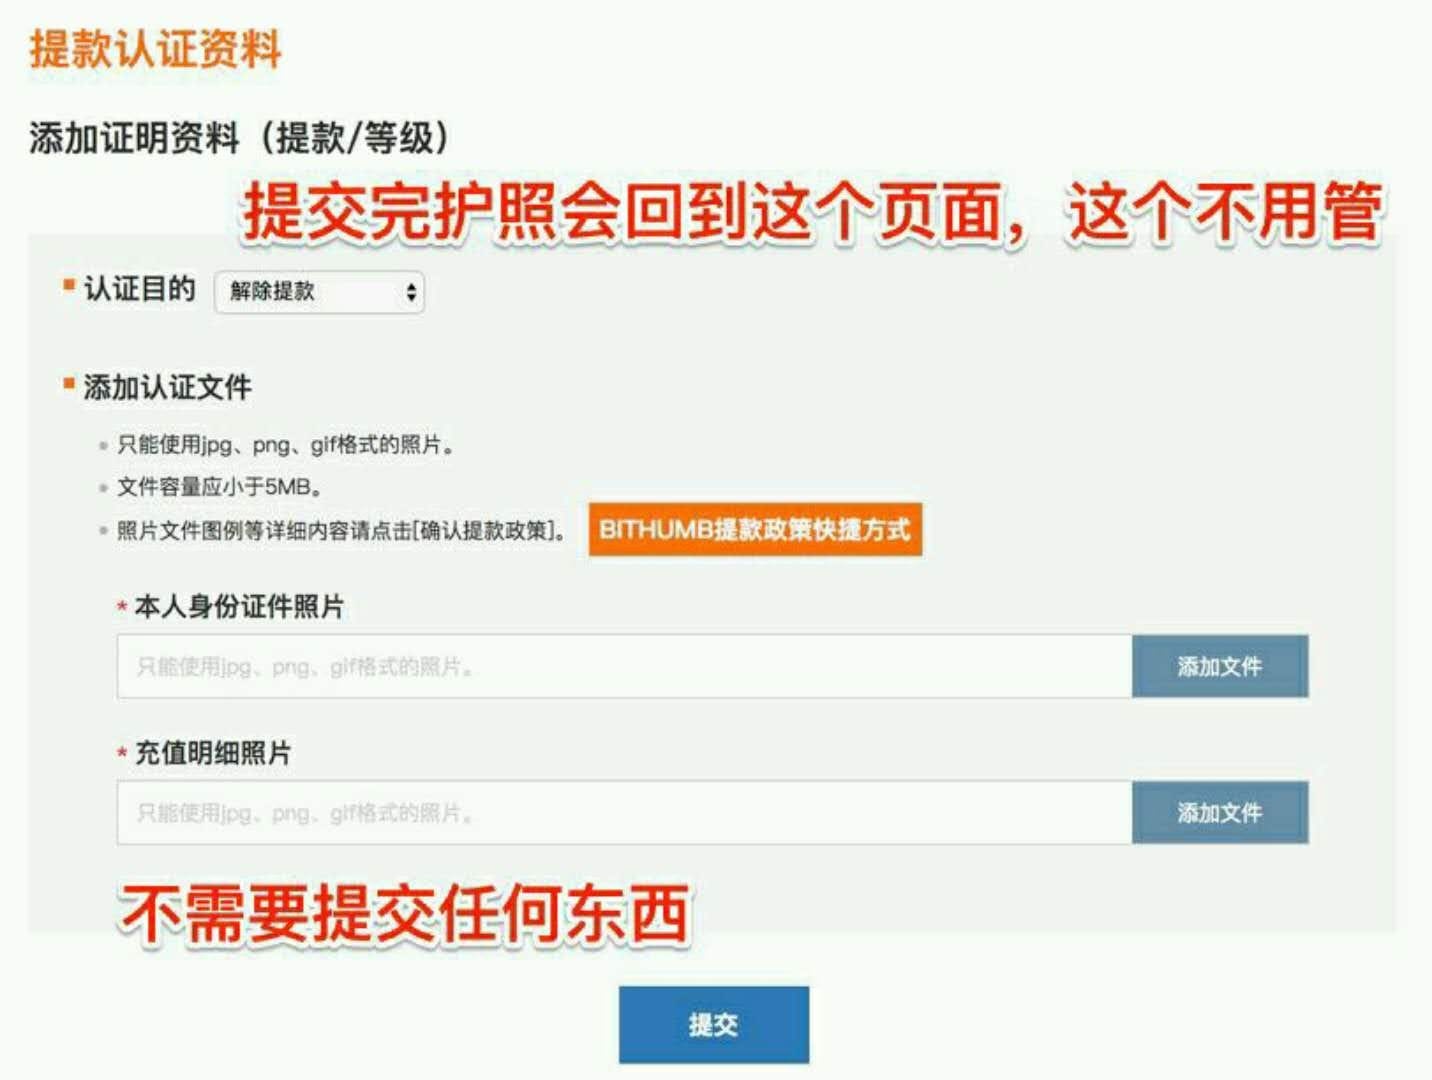 提款认证资料
添加证明资料（提款/等级）
提交完护照会回到这个页面，这个不用管
认证目的 解除提款
添加认证文件
只能使用jpg、png、gif格式的照片。
文件容量应小于5MB。
照片文件图例等详细内容请点击[确认提款政策]。 BITHUMB提款政策快捷方式
* 本人身份证件照片
只能使用jpg、png、gif格式的照片。 添加文件
* 充值明细照片
只能使用jpg、png、gif格式的照片。 添加文件
不需要提交任何东西
提交